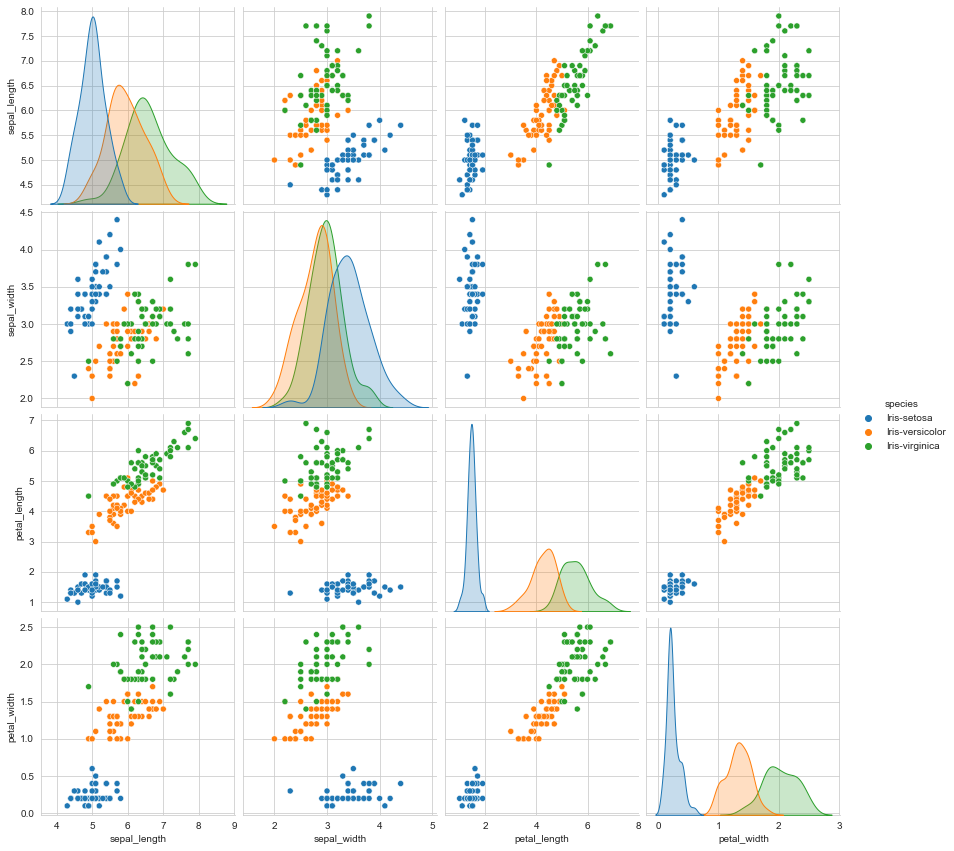 8.0
7.5
7.0
6.5
6.0
5.5
5.0
4.5
sepal_length
4.5
4.0
3.5
3.0
2.5
2.0
sepal_width
species
Iris-setosa
Iris-versicolor
Iris-virginica
7
6
5
4
3
2
1
petal_length
2.5
2.0
1.5
1.0
0.5
0.0
petal_width
4 5 6 7 8 9
sepal_length
2 3 4 5
sepal_width
2 4 6 8
petal_length
0 1 2 3
petal_width